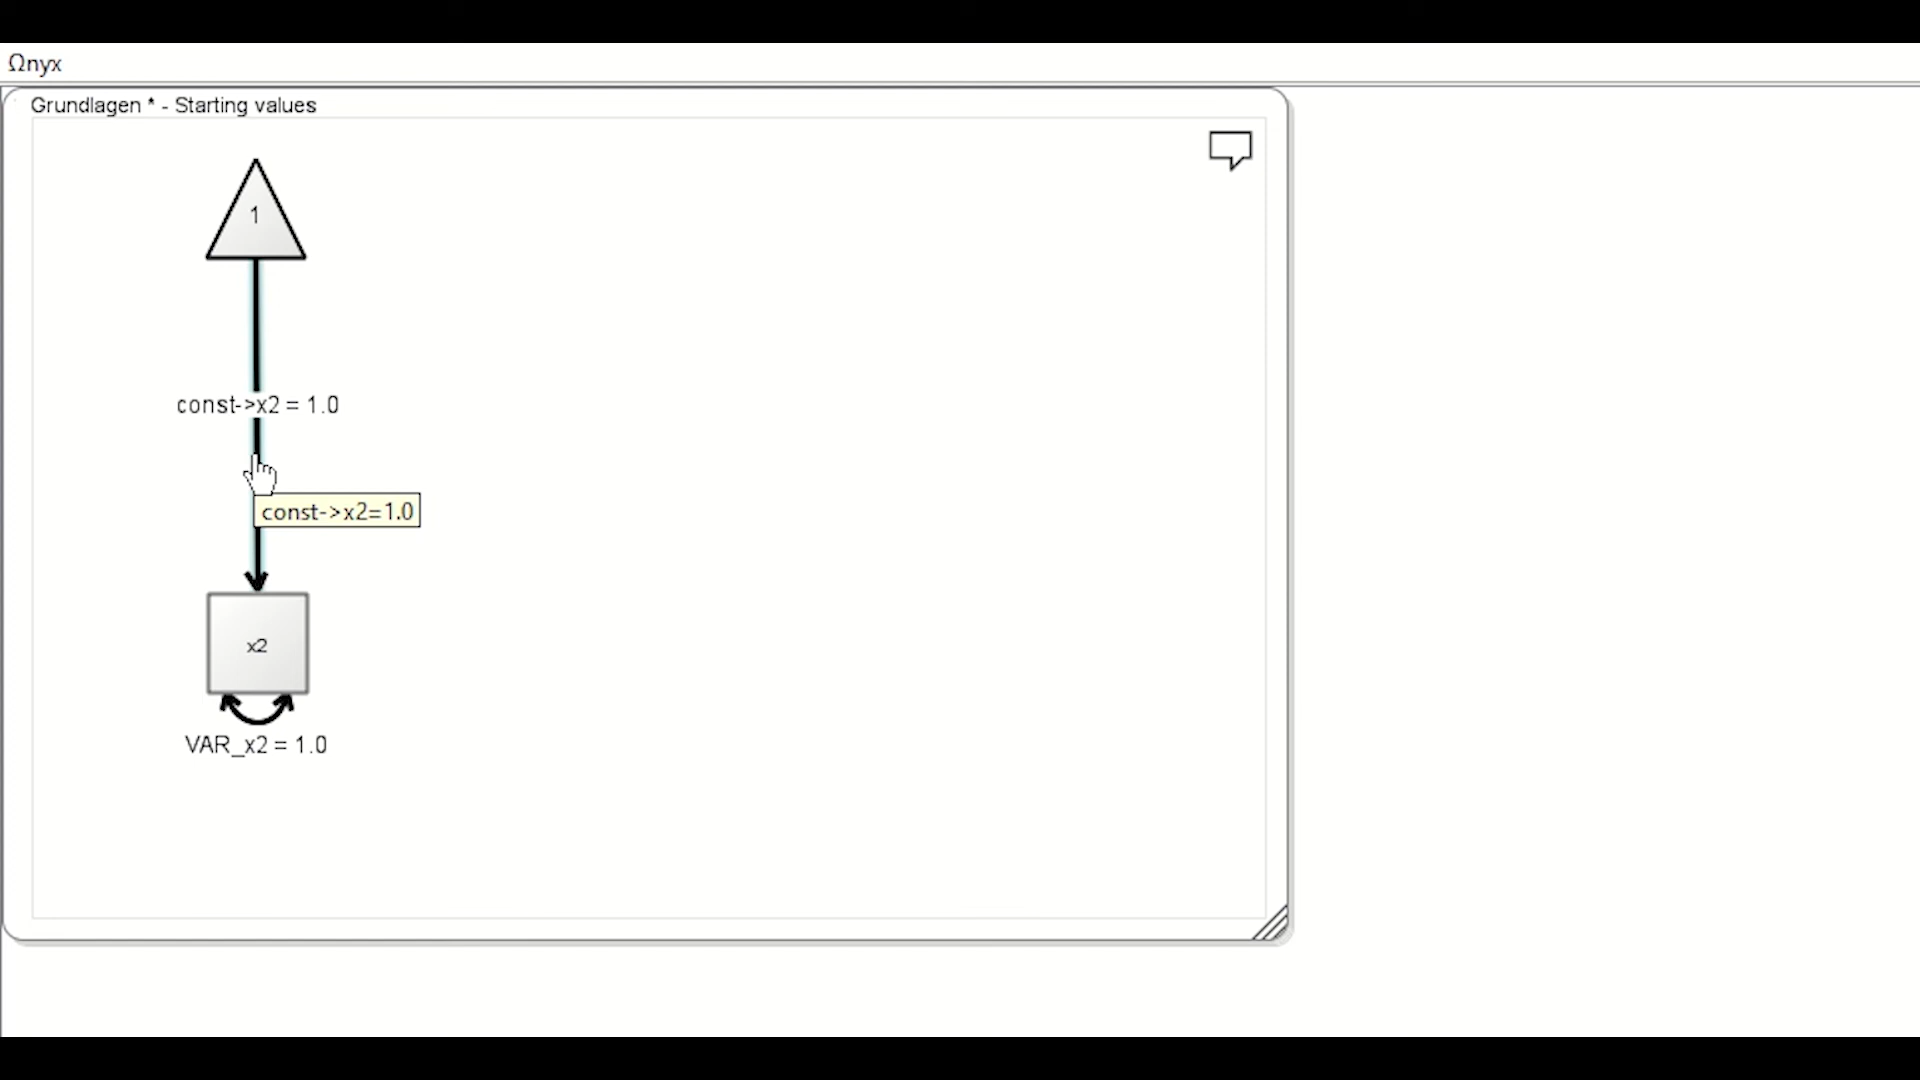 Ωnyx
Grundlagen * - Starting values
1
const->x2 = 1.0
const->x2=1.0
x2
VAR_x2 = 1.0